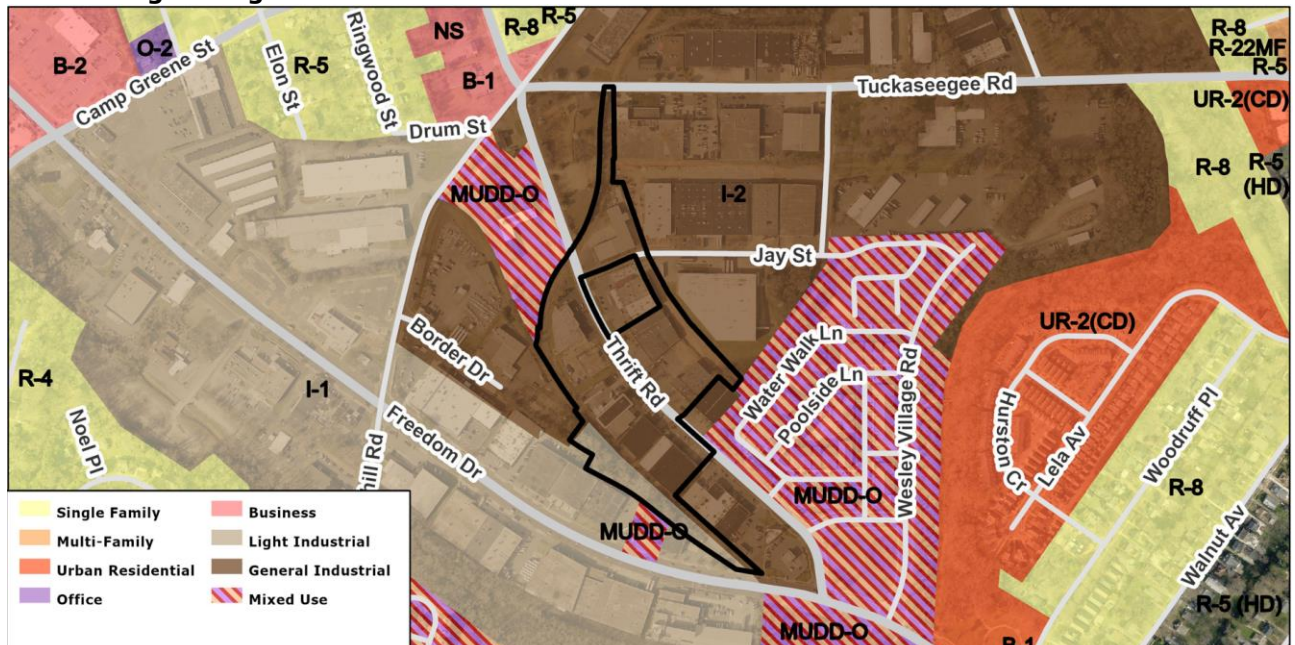 B-2
O-2
Camp Greene St
Elon St
R-5
Ringwood St
NS
B-1
R-8
R-5
Drum St
Tuckaseegee Rd
R-8
R-22MF
R-5
UR-2(CD)
R-8
R-5
(HD)
MUDD-O
I-2
Jay St
Border Dr
Thrift Rd
Water Walk Ln
Poolside Ln
Wesley Village Rd
UR-2(CD)
Hurston Cr
Lela Av
Woodruff Pl
R-8
Walnut Av
R-5 (HD)
R-4
Noel Pl
I-1
Freedom Dr
hill Rd
MUDD-O
MUDD-O
MUDD-O
B-1
Single Family
Multi-Family
Urban Residential
Office
Business
Light Industrial
General Industrial
Mixed Use